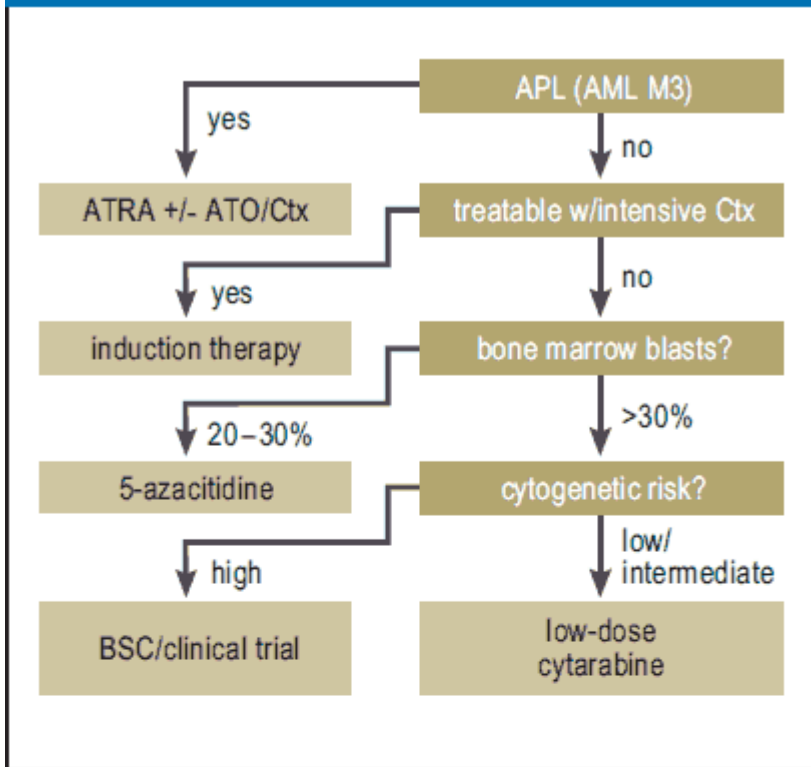 APL (AML M3)
yes
no
ATRA +/- ATO/Ctx
treatable w/intensive Ctx
yes
no
induction therapy
bone marrow blasts?
20–30%
>30%
5-azacitidine
cytogenetic risk?
high
low/
intermediate
BSC/clinical trial
low-dose
cytarabine